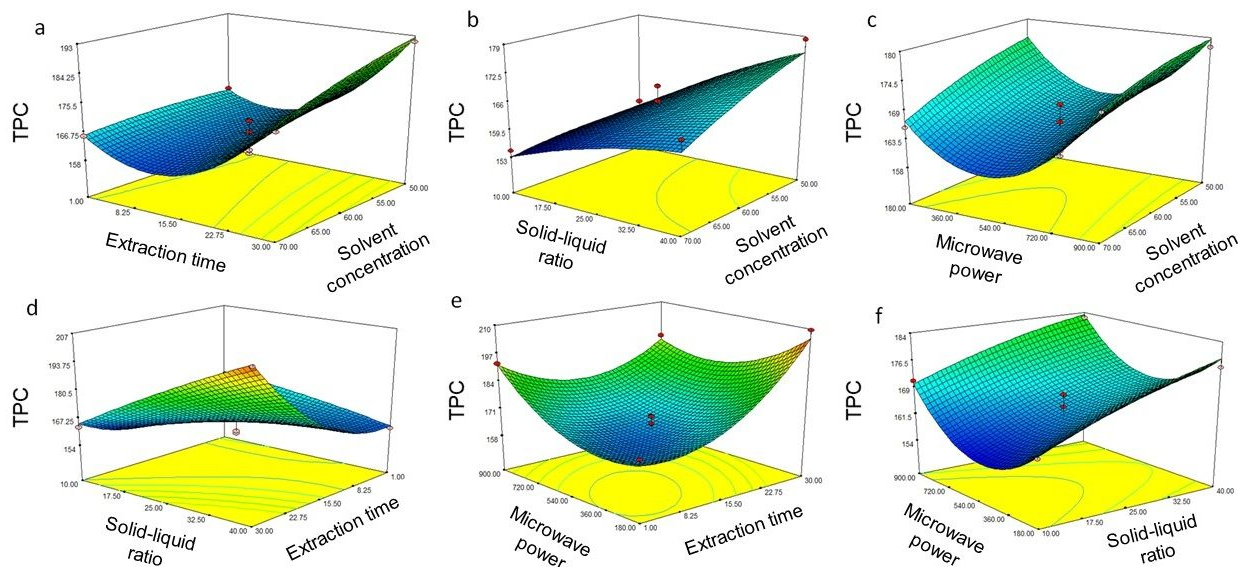 a
193
184.25
175.5
166.75
158
TPC
1.00
8.25
15.50
22.75
30.00
Extraction time
70.00
65.00
60.00
55.00
50.00
Solvent
concentration
b
179
172.5
166
159.5
153
TPC
10.00
17.50
25.00
32.50
40.00
Solid-liquid
ratio
70.00
65.00
60.00
55.00
50.00
Solvent
concentration
c
180
174.5
169
163.5
158
TPC
180.00
360.00
540.00
720.00
900.00
Microwave
power
70.00
65.00
60.00
55.00
50.00
Solvent
concentration
d
207
193.75
180.5
167.25
154
TPC
10.00
17.50
25.00
32.50
40.00
Solid-liquid
ratio
30.00
22.75
15.50
8.25
1.00
Extraction time
e
210
197
184
171
158
TPC
900.00
720.00
540.00
360.00
180.00
Microwave
power
1.00
8.25
15.50
22.75
30.00
Extraction time
f
184
176.5
169
161.5
154
TPC
900.00
720.00
540.00
360.00
180.00
Microwave
power
10.00
17.50
25.00
32.50
40.00
Solid-liquid
ratio